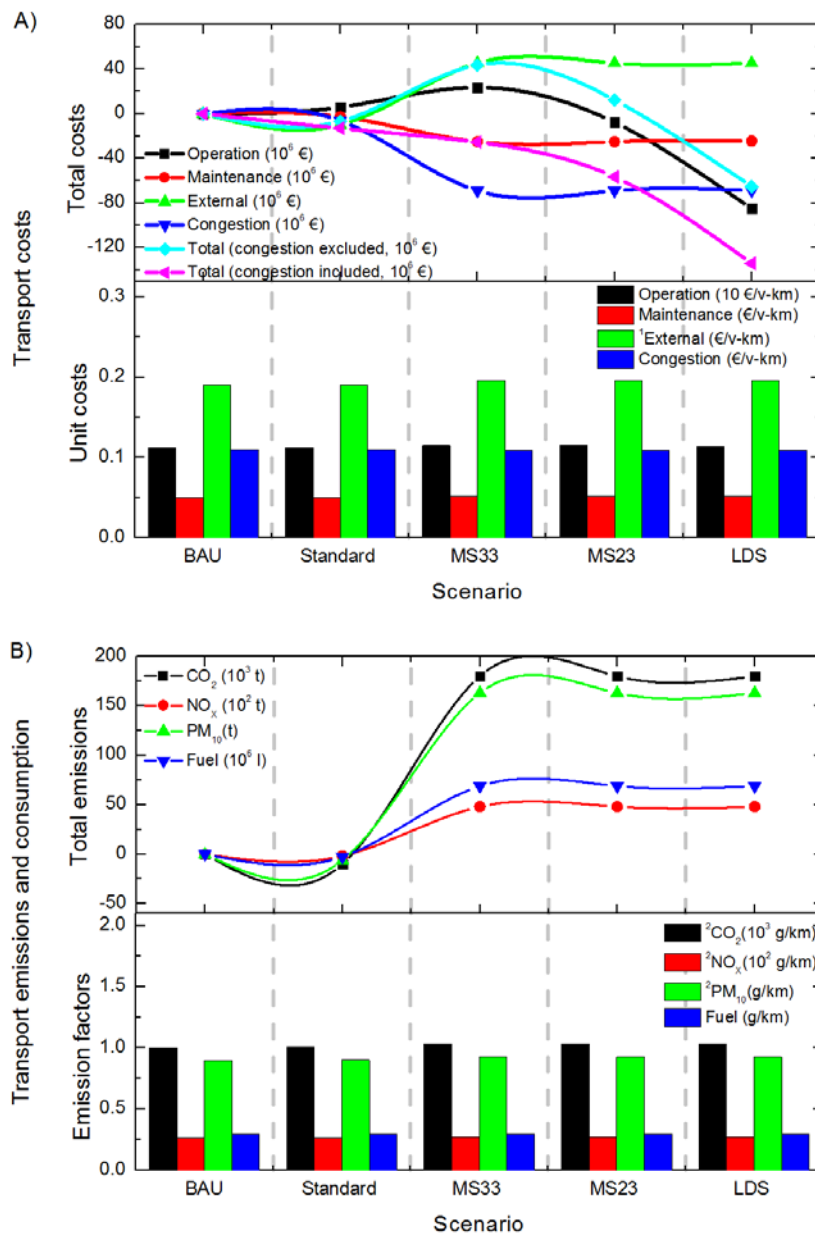 A)
Transport costs
Total costs
80
40
0
-40
-80
-120
Operation (10⁶ €)
Maintenance (10⁶ €)
External (10⁶ €)
Congestion (10⁶ €)
Total (congestion excluded, 10⁶ €)
Total (congestion included, 10⁶ €)
Unit costs
0.3
0.2
0.1
0.0
Operation (10 €/v-km)
Maintenance (€/v-km)
¹External (€/v-km)
Congestion (€/v-km)
BAU Standard MS33 MS23 LDS
Scenario
B)
Transport emissions and consumption
Total emissions
200
150
100
50
0
-50
CO₂ (10³ t)
NOₓ (10² t)
PM₁₀(t)
Fuel (10⁶ l)
Emission factors
2.0
1.5
1.0
0.5
0.0
²CO₂(10³ g/km)
²NOₓ(10² g/km)
²PM₁₀(g/km)
Fuel (g/km)
BAU Standard MS33 MS23 LDS
Scenario